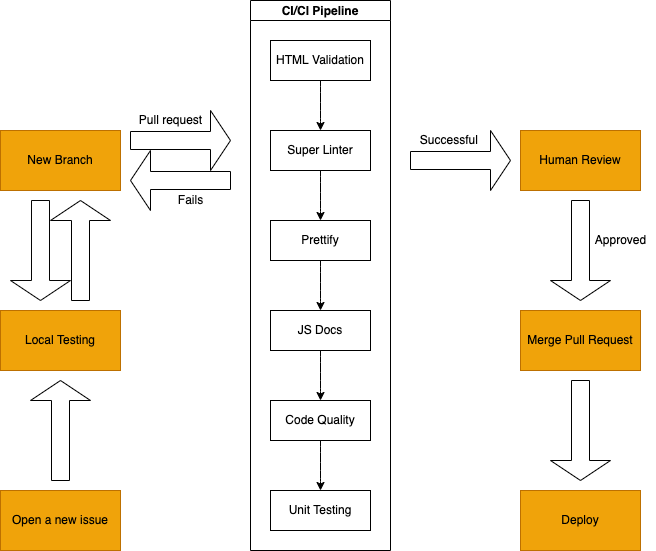 CI/CI Pipeline
HTML Validation
Pull request
Successful
New Branch
Super Linter
Human Review
Fails
Prettify
Approved
Local Testing
JS Docs
Merge Pull Request
Code Quality
Open a new issue
Unit Testing
Deploy